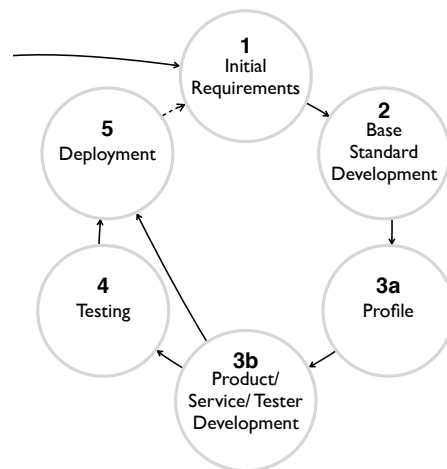 1
Initial
Requirements
2
Base
Standard
Development
3a
Profile
3b
Product/
Service/ Tester
Development
4
Testing
5
Deployment